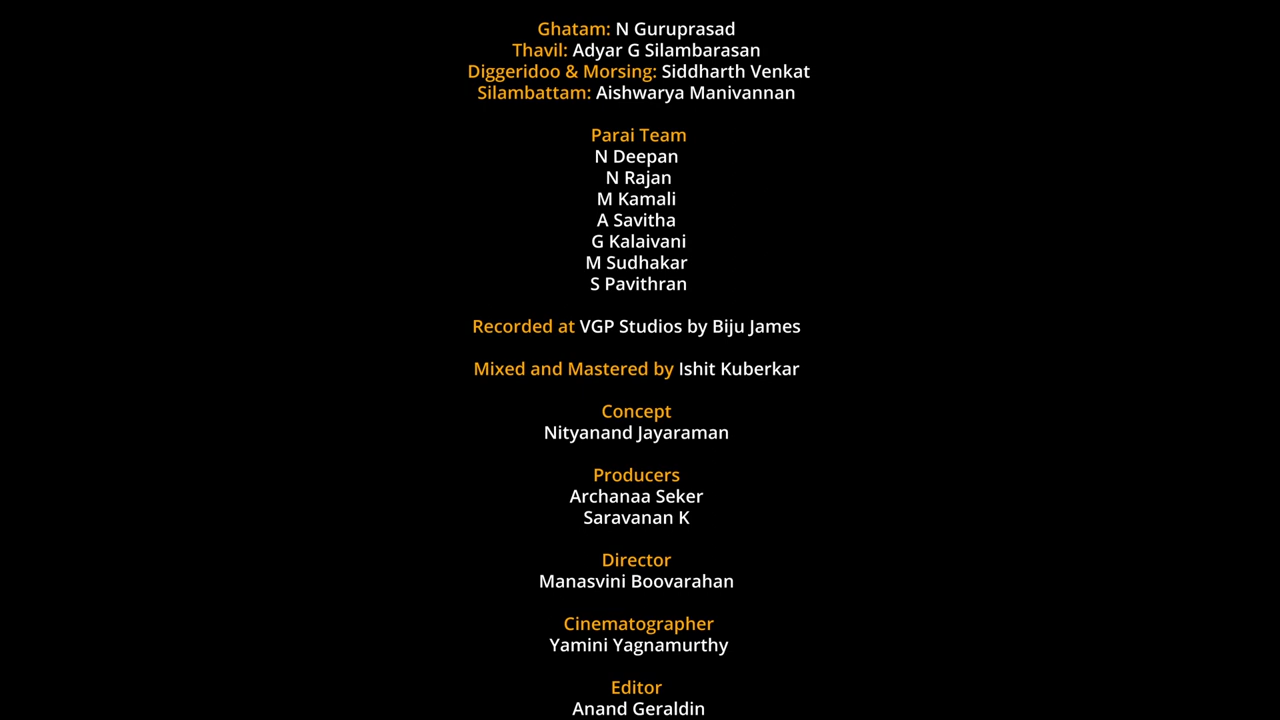 Ghatam: N Guruprasad
Thavil: Adyar G Silambarasan
Diggeridoo & Morsing: Siddharth Venkat
Silambattam: Aishwarya Manivannan
Parai Team
N Deepan
N Rajan
M Kamali
A Savitha
G Kalaivani
M Sudhakar
S Pavithran
Recorded at VGP Studios by Biju James
Mixed and Mastered by Ishit Kuberkar
Concept
Nityanand Jayaraman
Producers
Archanaa Seker
Saravanan K
Director
Manasvini Boovarahan
Cinematographer
Yamini Yagnamurthy
Editor
Anand Geraldin